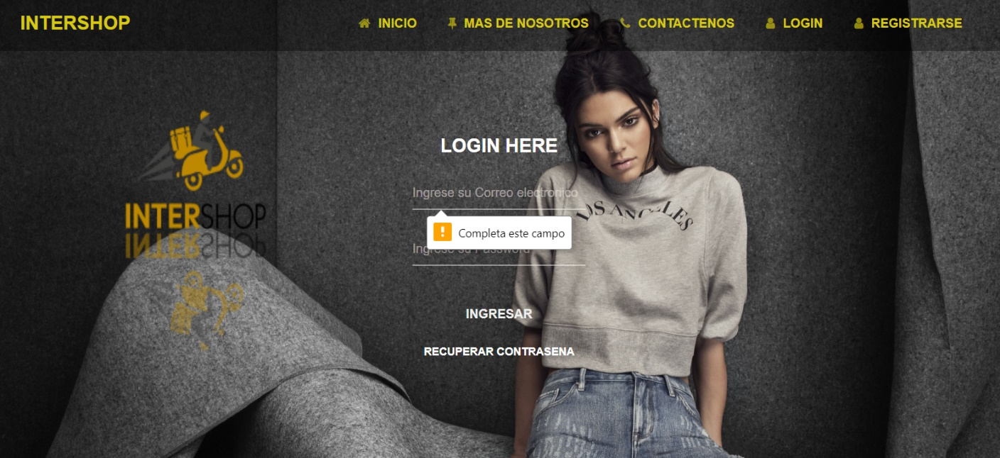 INTERSHOP
INICIO
MAS DE NOSOTROS
CONTACTENOS
LOGIN
REGISTRARSE
INTERSHOP
INTERSHOP
LOGIN HERE
Ingrese su Correo electronico
LOS ANGELES
Completa este campo
Ingrese su Password
INGRESAR
RECUPERAR CONTRASENA